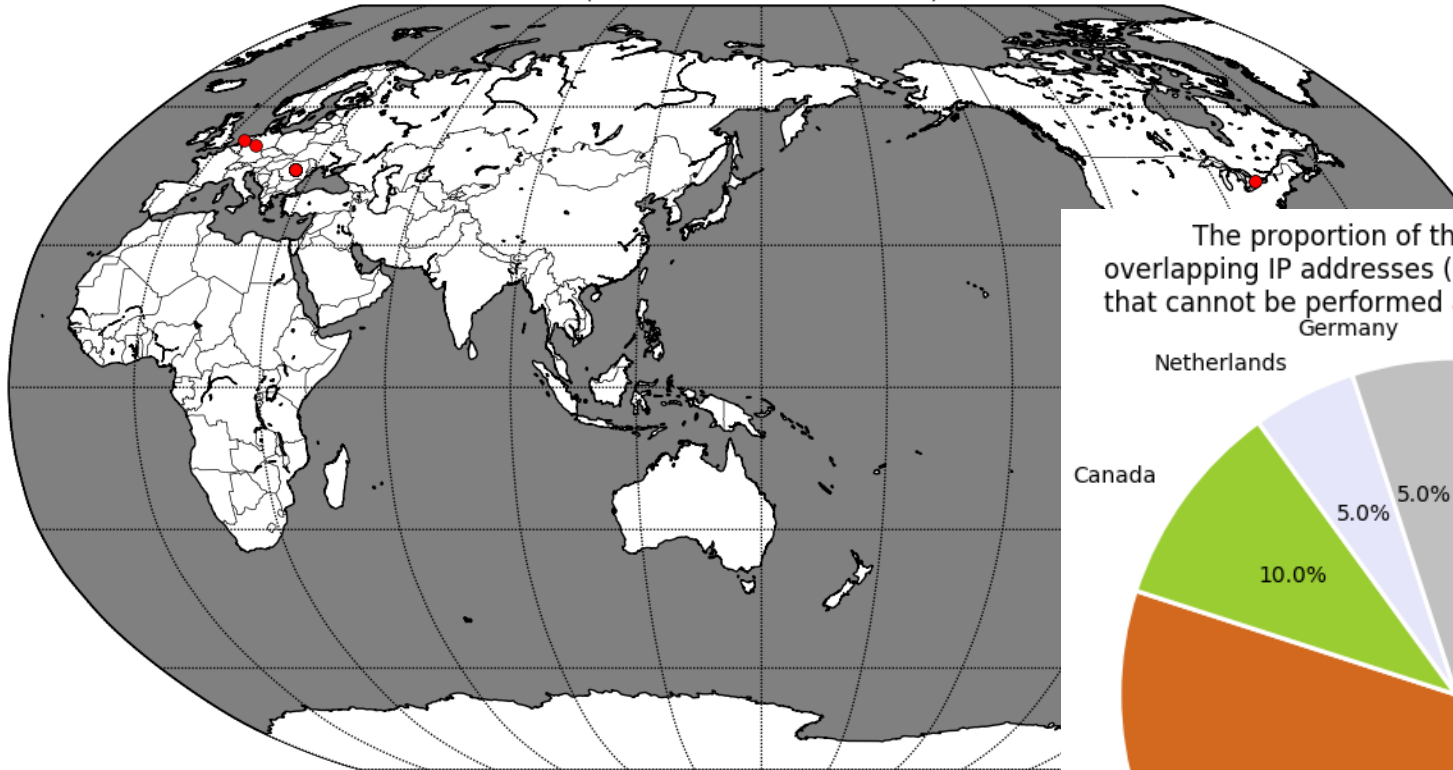 The proportion of th
overlapping IP addresses (
that cannot be performed
Germany
Netherlands
Canada
5.0%
5.0%
10.0%